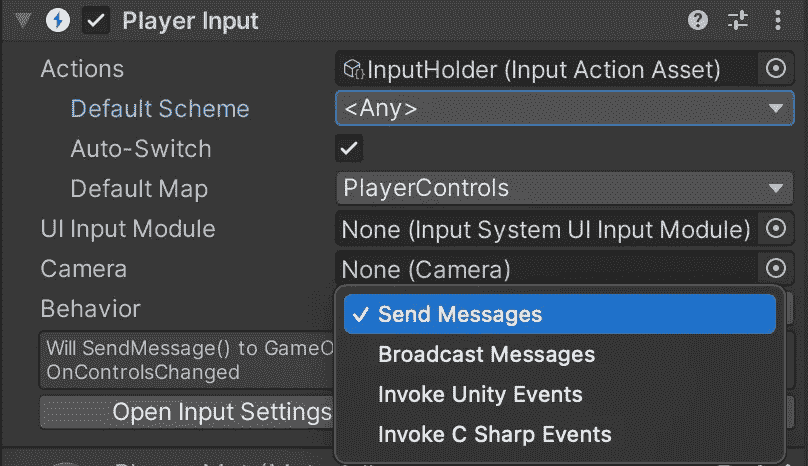 Player Input
Actions InputHolder (Input Action Asset)
Default Scheme <Any>
Auto-Switch
Default Map PlayerControls
UI Input Module None (Input System UI Input Module)
Camera None (Camera)
Behavior
Send Messages
Will SendMessage() to GameO
Broadcast Messages
OnControlsChanged
Invoke Unity Events
Open Input Settings
Invoke C Sharp Events